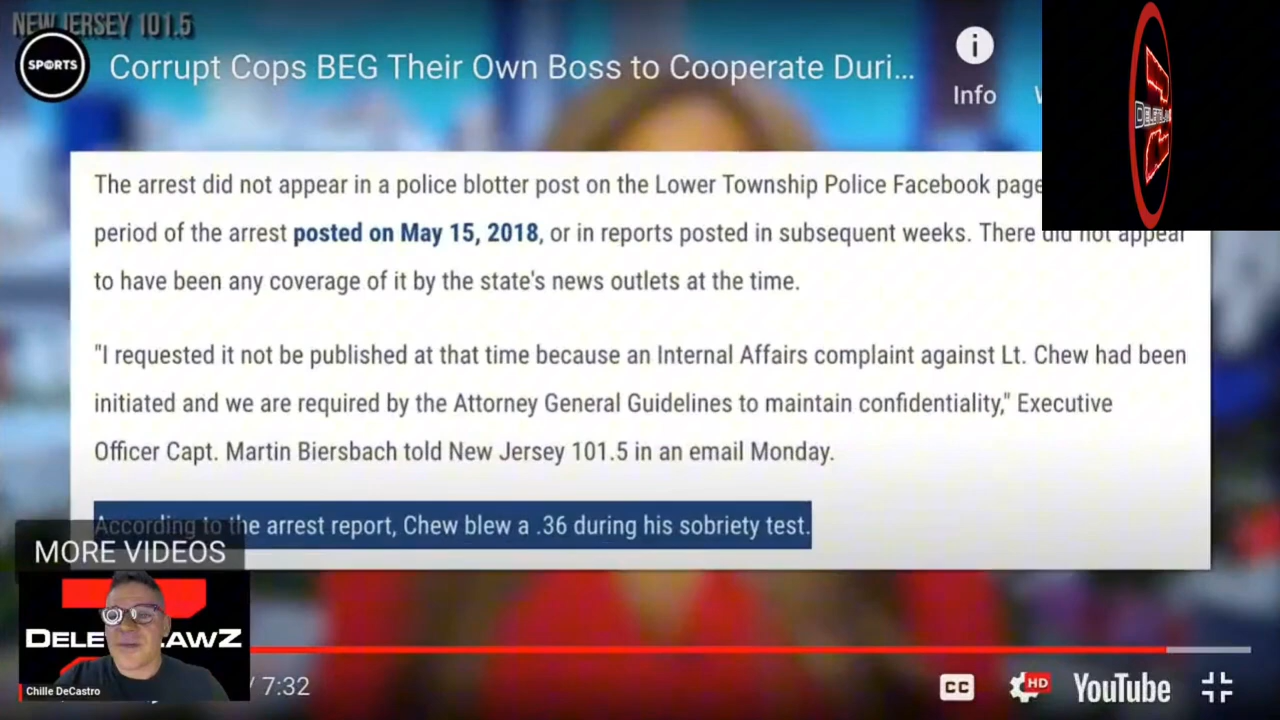 NEW JERSEY 101.5
SPORTS
Corrupt Cops BEG Their Own Boss to Cooperate Duri...
Info
The arrest did not appear in a police blotter post on the Lower Township Police Facebook page
period of the arrest posted on May 15, 2018, or in reports posted in subsequent weeks. There did not appear
to have been any coverage of it by the state's news outlets at the time.
"I requested it not be published at that time because an Internal Affairs complaint against Lt. Chew had been
initiated and we are required by the Attorney General Guidelines to maintain confidentiality," Executive
Officer Capt. Martin Biersbach told New Jersey 101.5 in an email Monday.
According to the arrest report, Chew blew a .36 during his sobriety test.
MORE VIDEOS
Chille DeCastro
/ 7:32
CC
HD
YouTube